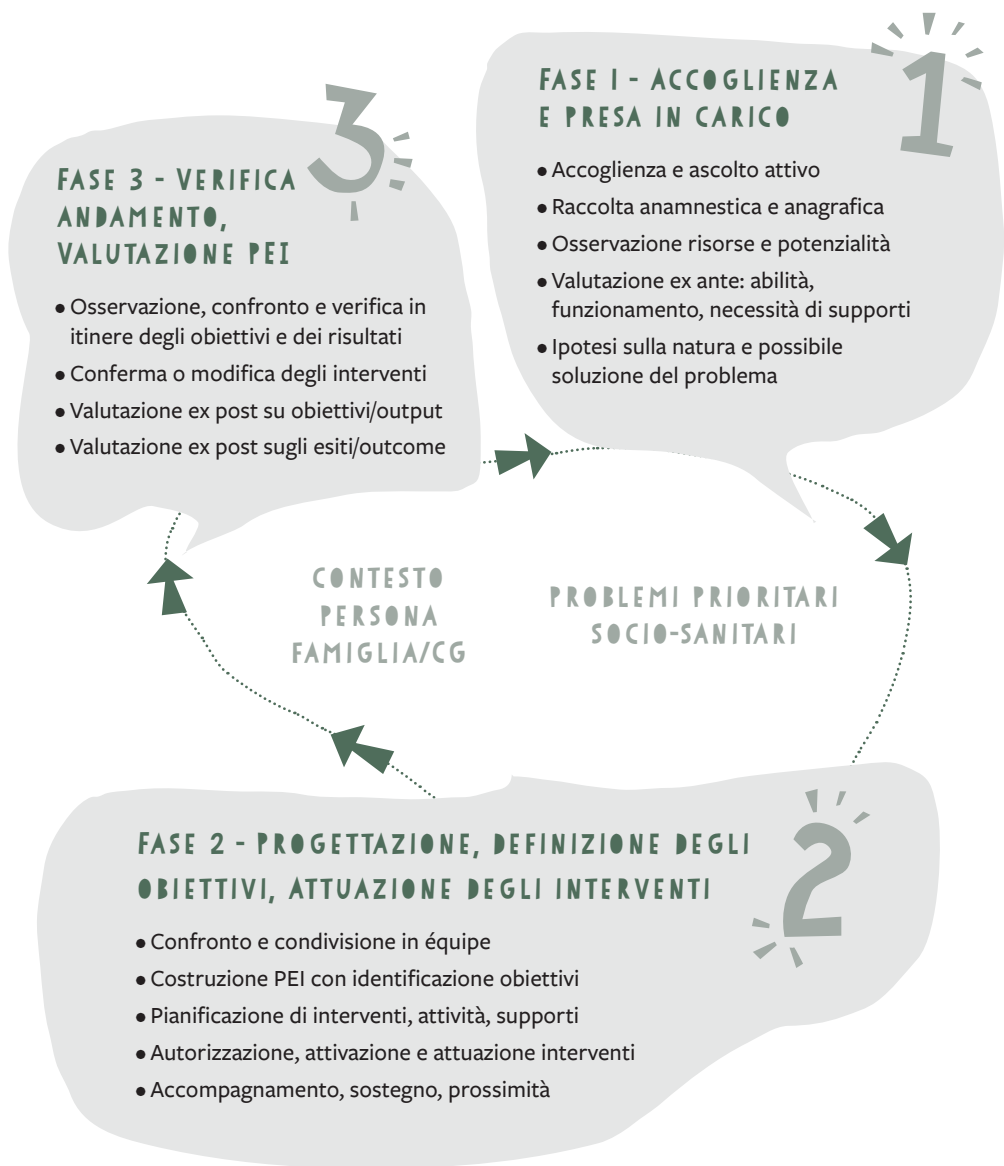 1
FASE 1 - ACCOGLIENZA
E PRESA IN CARICO
• Accoglienza e ascolto attivo
• Raccolta anamnestica e anagrafica
• Osservazione risorse e potenzialità
• Valutazione ex ante: abilità,
funzionamento, necessità di supporti
• Ipotesi sulla natura e possibile
soluzione del problema
3
FASE 3 - VERIFICA
ANDAMENTO,
VALUTAZIONE PEI
• Osservazione, confronto e verifica in
itinere degli obiettivi e dei risultati
• Conferma o modifica degli interventi
• Valutazione ex post su obiettivi/output
• Valutazione ex post sugli esiti/outcome
CONTESTO
PERSONA
FAMIGLIA/CG
PROBLEMI PRIORITARI
SOCIO-SANITARI
2
FASE 2 - PROGETTAZIONE, DEFINIZIONE DEGLI
OBIETTIVI, ATTUAZIONE DEGLI INTERVENTI
• Confronto e condivisione in équipe
• Costruzione PEI con identificazione obiettivi
• Pianificazione di interventi, attività, supporti
• Autorizzazione, attivazione e attuazione interventi
• Accompagnamento, sostegno, prossimità